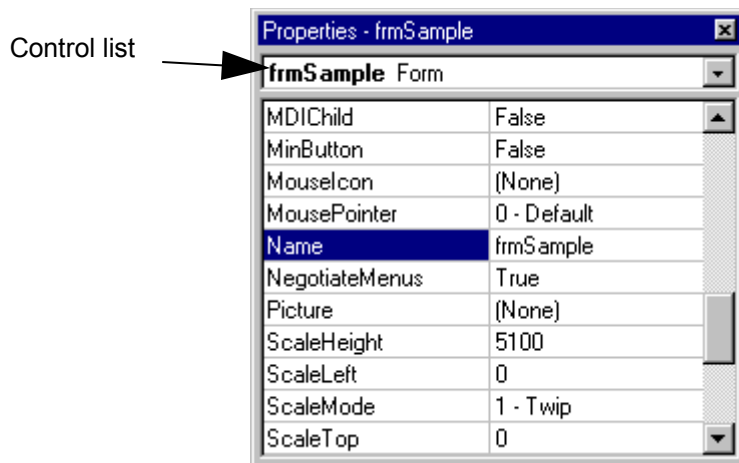 Properties - frmSample
Control list
frmSample Form
MDIChild False
MinButton False
MouseIcon (None)
MousePointer 0 - Default
Name frmSample
NegotiateMenus True
Picture (None)
ScaleHeight 5100
ScaleLeft 0
ScaleMode 1 - Twip
ScaleTop 0